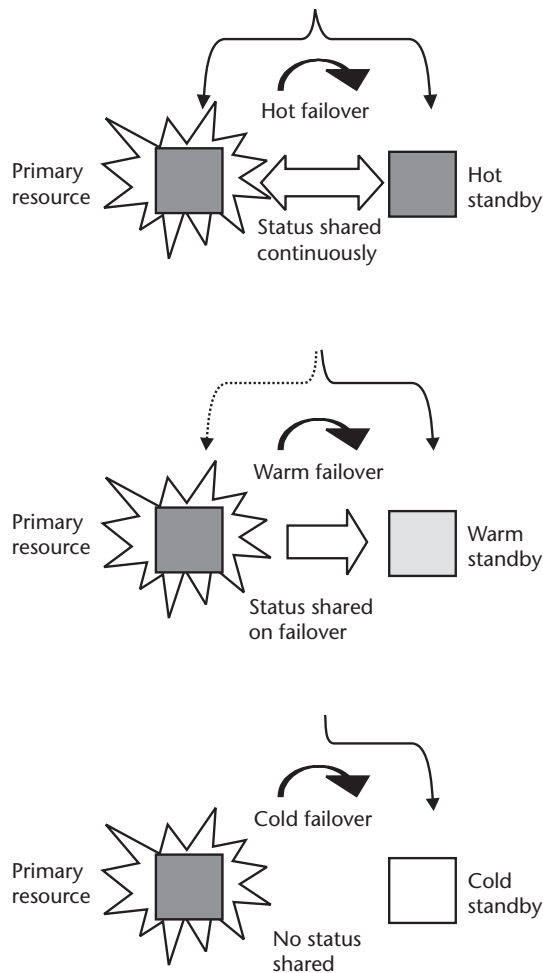 Hot failover
Primary
resource
Hot
standby
Status shared
continuously
Warm failover
Primary
resource
Warm
standby
Status shared
on failover
Cold failover
Primary
resource
Cold
standby
No status
shared